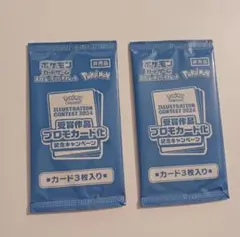 ポケモン
カードゲーム
非売品
Pokémon
ILLUSTRATION
CONTEST 2024
受賞作品
プロモカード化
記念キャンペーン
★カード3枚入り★
ポケモン
カードゲーム
非売品
Pokémon
ILLUSTRATION
CONTEST 2024
受賞作品
プロモカード化
記念キャンペーン
★カード3枚入り★